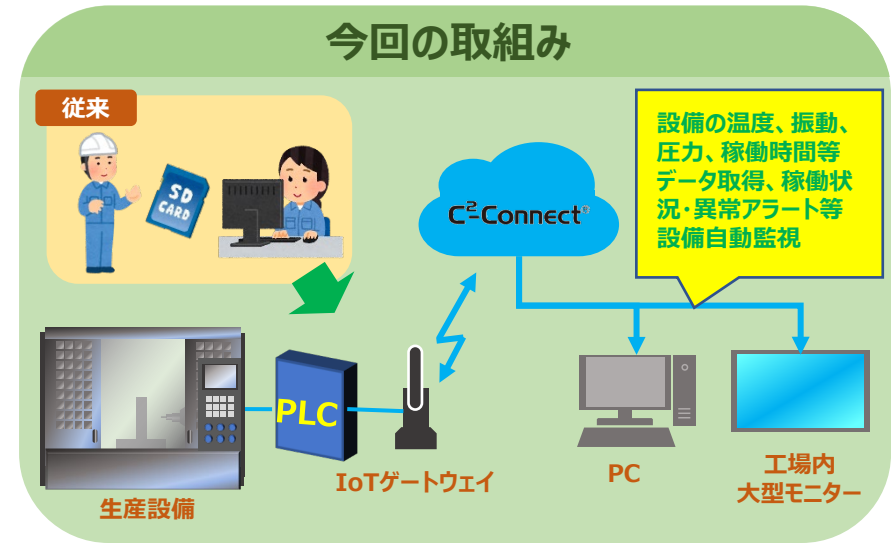 今回の取組み
従来
SD
CARD
C²-Connect®
設備の温度、振動、
圧力、稼働時間等
データ取得、稼働状
況・異常アラート等
設備自動監視
PLC
生産設備
IoTゲートウェイ
PC
工場内
大型モニター